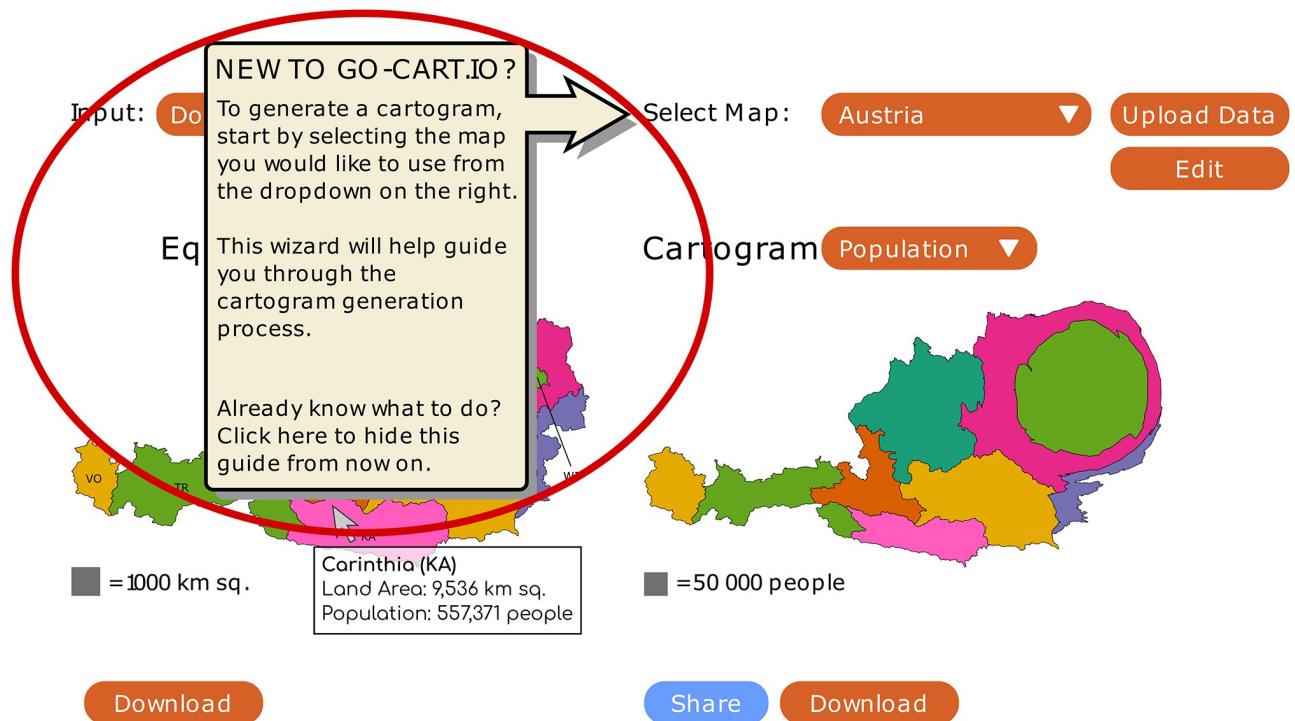 NEW TO GO-CART.IO?
To generate a cartogram,
start by selecting the map
you would like to use from
the dropdown on the right.
This wizard will help guide
you through the
cartogram generation
process.
Already know what to do?
Click here to hide this
guide from now on.
Input:
Do
Select Map:
Austria
Upload Data
Edit
Eq
Cartogram
Population
VO
TR
KA
= 1000 km sq.
Carinthia (KA)
Land Area: 9,536 km sq.
Population: 557,371 people
= 50 000 people
Download
Share
Download